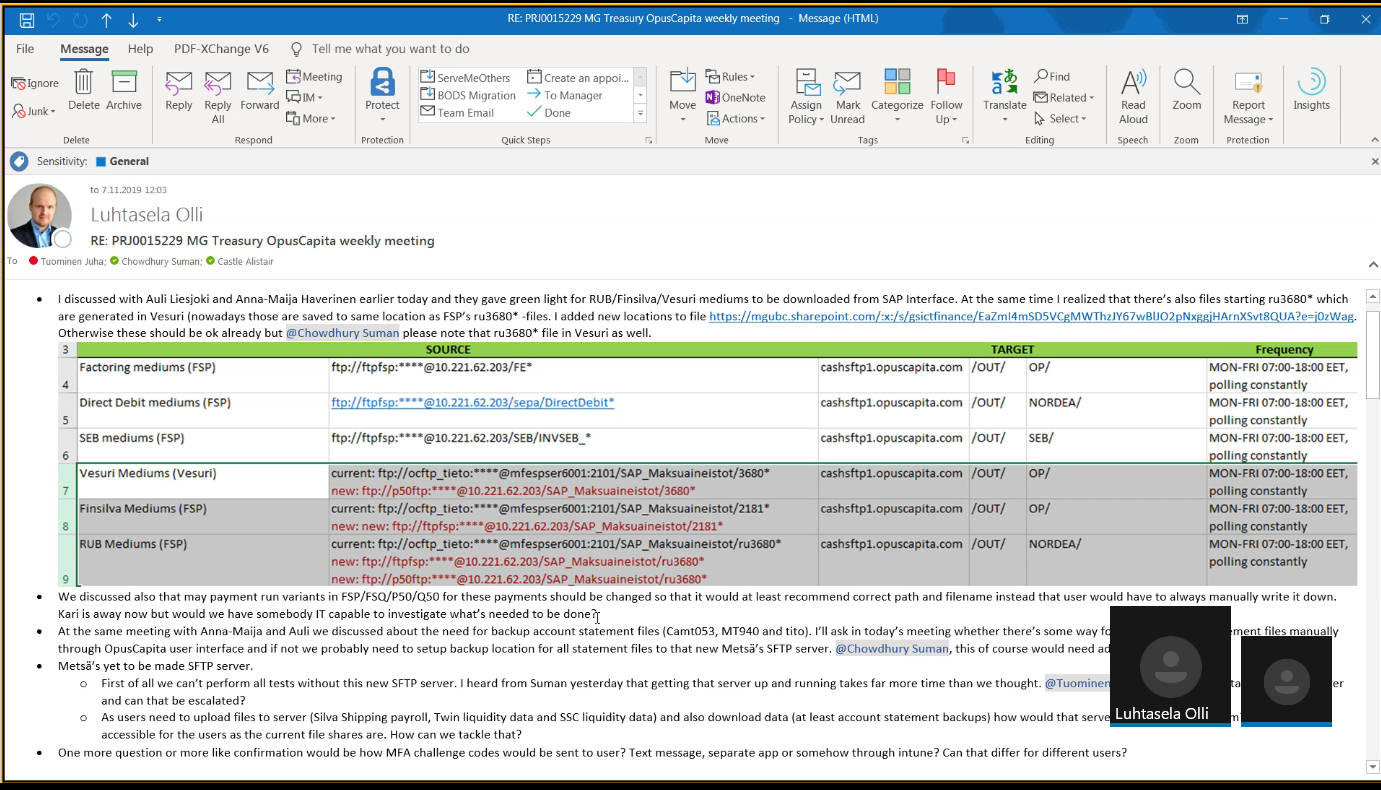 RE: PRJ0015229 MG Treasury OpusCapita weekly meeting - Message (HTML)
File Message Help PDF-XChange V6 Tell me what you want to do
Ignore
Junk
Delete
Archive
Delete
Reply
Reply All
Forward
Meeting
IM
More
Respond
Protect
Protection
ServeMeOthers
BODS Migration
Team Email
Create an appoi...
To Manager
Done
Quick Steps
Move
Rules
OneNote
Actions
Move
Assign Policy
Mark Unread
Categorize
Follow Up
Tags
Translate
Find
Related
Select
Editing
Read Aloud
Speech
Zoom
Zoom
Report Message
Protection
Insights
Sensitivity: General
to 7.11.2019 12:03
Luhtasela Olli
RE: PRJ0015229 MG Treasury OpusCapita weekly meeting
To Tuominen Juha; Chowdhury Suman; Castle Alistair
• I discussed with Auli Liesjoki and Anna-Maija Haverinen earlier today and they gave green light for RUB/Finsilva/Vesuri mediums to be downloaded from SAP Interface. At the same time I realized that there's also files starting ru3680* which
are generated in Vesuri (nowadays those are saved to same location as FSP's ru3680* -files. I added new locations to file https://mgubc.sharepoint.com/:x:/s/gsictfinance/EaZmI4mSD5VCgMWThzJY67wBlJO2pNxggjHArnXSvt8QUA?e=j0zWag.
Otherwise these should be ok already but @Chowdhury Suman please note that ru3680* file in Vesuri as well.
3 SOURCE TARGET Frequency
4 Factoring mediums (FSP) ftp://ftpfsp:****@10.221.62.203/FE* cashsftp1.opuscapita.com /OUT/ OP/ MON-FRI 07:00-18:00 EET,
polling constantly
5 Direct Debit mediums (FSP) ftp://ftpfsp:****@10.221.62.203/sepa/DirectDebit* cashsftp1.opuscapita.com /OUT/ NORDEA/ MON-FRI 07:00-18:00 EET,
polling constantly
6 SEB mediums (FSP) ftp://ftpfsp:****@10.221.62.203/SEB/INVSEB_* cashsftp1.opuscapita.com /OUT/ SEB/ MON-FRI 07:00-18:00 EET,
polling constantly
7 Vesuri Mediums (Vesuri) current: ftp://ocftp_tieto:****@mfespser6001:2101/SAP_Maksuaineistot/3680* cashsftp1.opuscapita.com /OUT/ OP/ MON-FRI 07:00-18:00 EET,
new: ftp://p50ftp:****@10.221.62.203/SAP_Maksuaineistot/3680* polling constantly
8 Finsilva Mediums (FSP) current: ftp://ocftp_tieto:****@mfespser6001:2101/SAP_Maksuaineistot/2181* cashsftp1.opuscapita.com /OUT/ OP/ MON-FRI 07:00-18:00 EET,
new: new: ftp://ftpfsp:****@10.221.62.203/SAP_Maksuaineistot/2181* polling constantly
9 RUB Mediums (FSP) current: ftp://ocftp_tieto:****@mfespser6001:2101/SAP_Maksuaineistot/ru3680* cashsftp1.opuscapita.com /OUT/ NORDEA/ MON-FRI 07:00-18:00 EET,
new: ftp://ftpfsp:****@10.221.62.203/SAP_Maksuaineistot/ru3680* polling constantly
new: ftp://p50ftp:****@10.221.62.203/SAP_Maksuaineistot/ru3680*
• We discussed also that may payment run variants in FSP/FSQ/P50/Q50 for these payments should be changed so that it would at least recommend correct path and filename instead that user would have to always manually write it down.
Kari is away now but would we have somebody IT capable to investigate what's needed to be done?
• At the same meeting with Anna-Maija and Auli we discussed about the need for backup account statement files (Camt053, MT940 and tito). I'll ask in today's meeting whether there's some way fo ement files manually
through OpusCapita user interface and if not we probably need to setup backup location for all statement files to that new Metsä's SFTP server. @Chowdhury Suman, this of course would need ad
• Metsä's yet to be made SFTP server.
o First of all we can't perform all tests without this new SFTP server. I heard from Suman yesterday that getting that server up and running takes far more time than we thought. @Tuominen ta er
and can that be escalated?
o As users need to upload files to server (Silva Shipping payroll, Twin liquidity data and SSC liquidity data) and also download data (at least account statement backups) how would that serve
accessible for the users as the current file shares are. How can we tackle that?
• One more question or more like confirmation would be how MFA challenge codes would be sent to user? Text message, separate app or somehow through intune? Can that differ for different users?
Luhtasela Olli